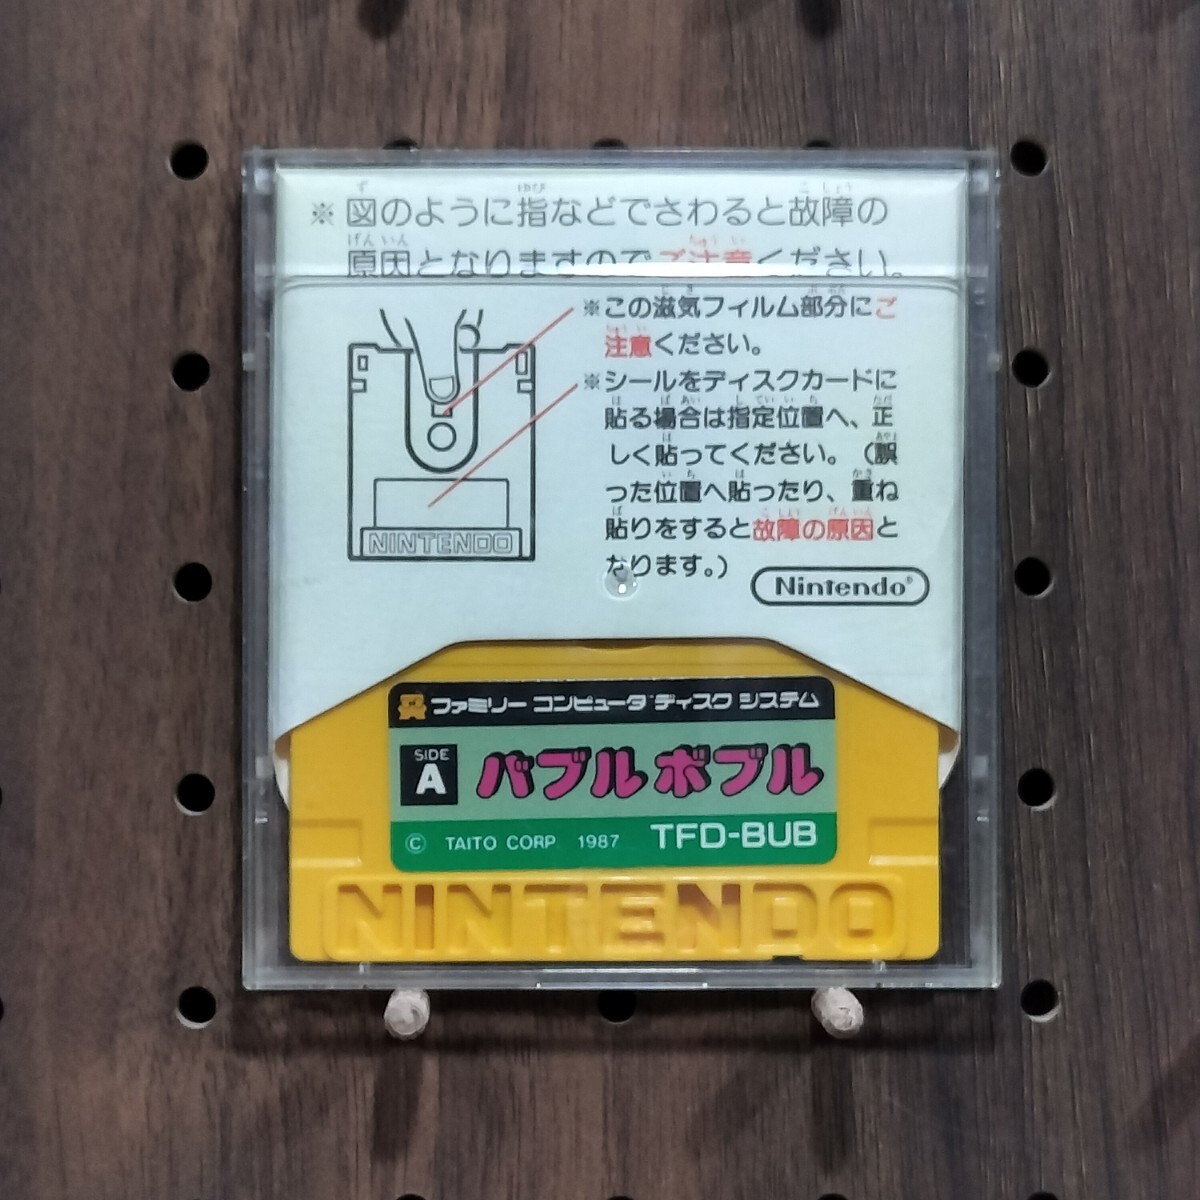 ※図のように指などでさわると故障の
原因となりますのでご注意ください。
※この滋気フィルム部分にご
注意ください。
※シールをディスクカードに
貼る場合は指定位置へ、正
しく貼ってください。（誤
った位置へ貼ったり、重ね
貼りをすると故障の原因と
なります。）
NINTENDO
Nintendo®
ファミリーコンピュータ ディスク システム
SIDE
A
バブルボブル
© TAITO CORP 1987 TFD-BUB
NINTENDO